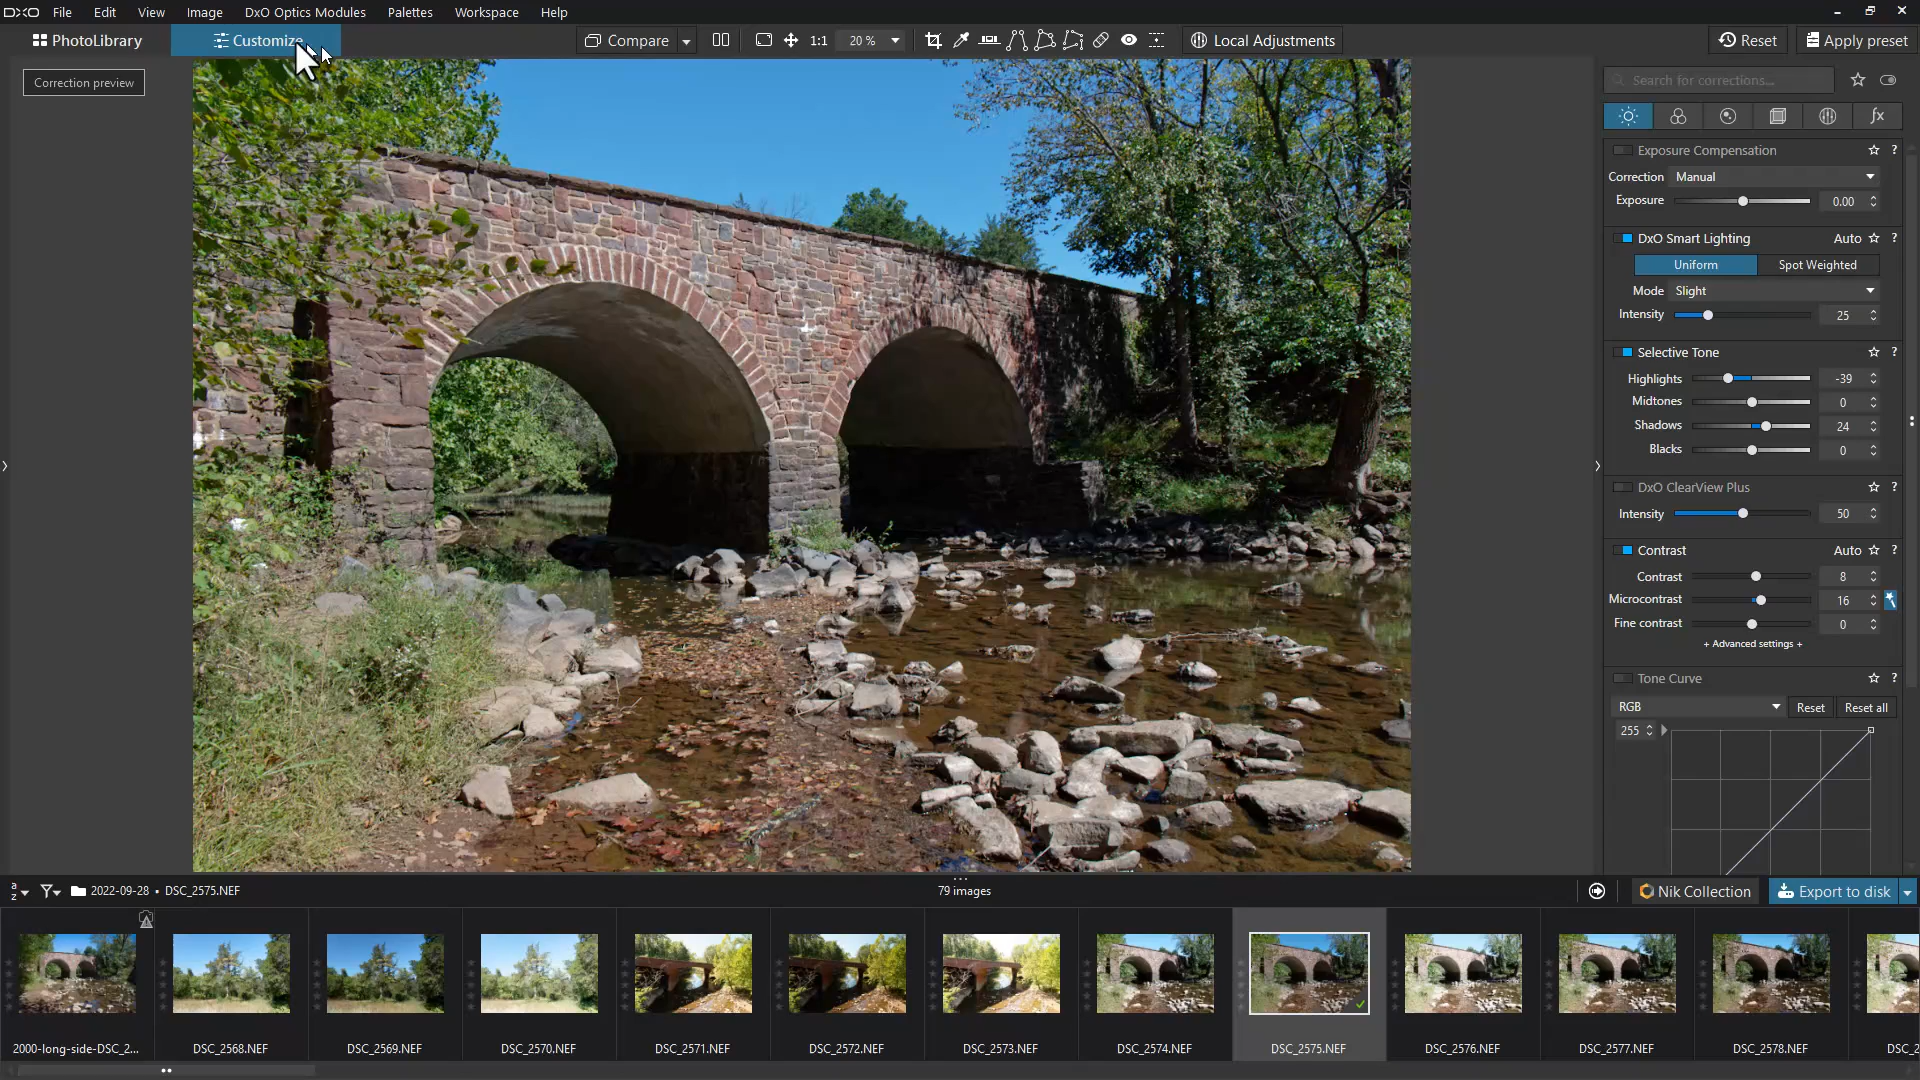 DXO File Edit View Image DxO Optics Modules Palettes Workspace Help
PhotoLibrary Customize Compare 1:1 20 % Local Adjustments Reset Apply preset
Correction preview
Search for corrections...
fx
Exposure Compensation ?
Correction Manual
Exposure 0.00
DxO Smart Lighting Auto ?
Uniform Spot Weighted
Mode Slight
Intensity 25
Selective Tone ?
Highlights -39
Midtones 0
Shadows 24
Blacks 0
DxO ClearView Plus ?
Intensity 50
Contrast Auto ?
Contrast 8
Microcontrast 16
Fine contrast 0
+ Advanced settings +
Tone Curve ?
RGB Reset Reset all
255
a
z
2022-09-28 • DSC_2575.NEF 79 images Nik Collection Export to disk
2000-long-side-DSC_2... DSC_2568.NEF DSC_2569.NEF DSC_2570.NEF DSC_2571.NEF DSC_2572.NEF DSC_2573.NEF DSC_2574.NEF DSC_2575.NEF DSC_2576.NEF DSC_2577.NEF DSC_2578.NEF DSC_2